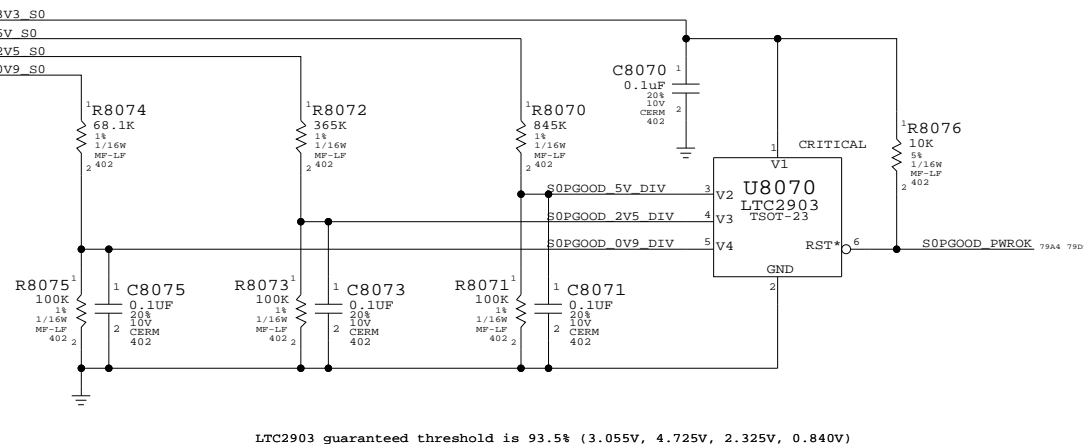 3V3_S0
5V_S0
2V5_S0
0V9_S0
R8074
68.1K
1%
1/16W
MF-LF
402
1
2
R8072
365K
1%
1/16W
MF-LF
402
1
2
R8070
845K
1%
1/16W
MF-LF
402
1
2
C8070
0.1uF
20%
10V
CERM
402
1
2
R8076
10K
5%
1/16W
MF-LF
402
1
2
CRITICAL
1
V1
U8070
LTC2903
TSOT-23
S0PGOOD_5V_DIV 3 V2
S0PGOOD_2V5_DIV 4 V3
S0PGOOD_0V9_DIV 5 V4
RST* 6 S0PGOOD_PWROK 79A4 79D
GND
2
R8075
100K
1%
1/16W
MF-LF
402
1
2
C8075
0.1UF
20%
10V
CERM
402
1
2
R8073
100K
1%
1/16W
MF-LF
402
1
2
C8073
0.1UF
20%
10V
CERM
402
1
2
R8071
100K
1%
1/16W
MF-LF
402
1
2
C8071
0.1UF
20%
10V
CERM
402
1
2
LTC2903 guaranteed threshold is 93.5% (3.055V, 4.725V, 2.325V, 0.840V)